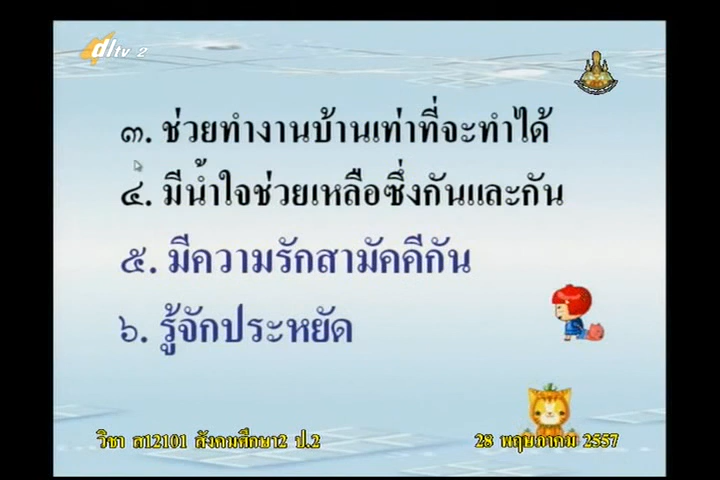 dltv 2
๓. ช่วยทำงานบ้านเท่าที่จะทำได้
๔. มีน้ำใจช่วยเหลือซึ่งกันและกัน
๕. มีความรักสามัคคีกัน
๖. รู้จักประหยัด
วิชา ส12101 สังคมศึกษา2 ป.2
28 พฤษภาคม 2557